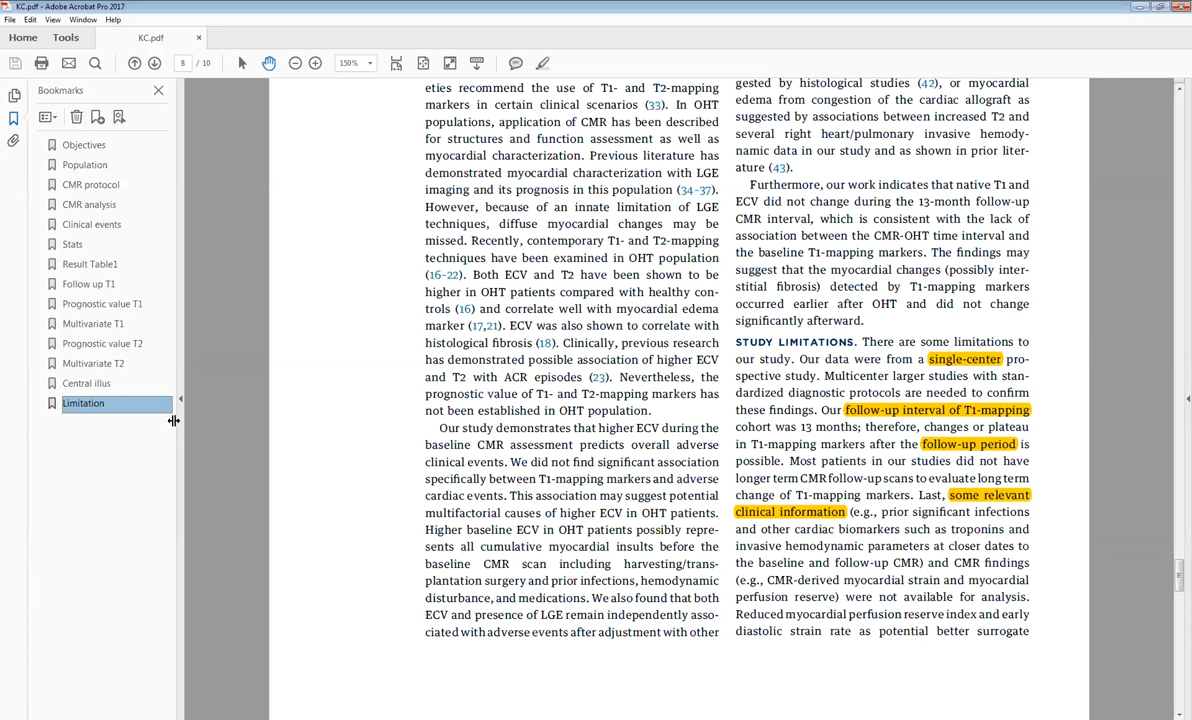 KC.pdf - Adobe Acrobat Pro 2017
File Edit View Window Help
Home Tools KC.pdf ×
8 / 10 150%
Bookmarks
Objectives
Population
CMR protocol
CMR analysis
Clinical events
Stats
Result Table1
Follow up T1
Prognostic value T1
Multivariate T1
Prognostic value T2
Multivariate T2
Central illus
Limitation
eties recommend the use of T1- and T2-mapping
markers in certain clinical scenarios (33). In OHT
populations, application of CMR has been described
for structures and function assessment as well as
myocardial characterization. Previous literature has
demonstrated myocardial characterization with LGE
imaging and its prognosis in this population (34-37).
However, because of an innate limitation of LGE
techniques, diffuse myocardial changes may be
missed. Recently, contemporary T1- and T2-mapping
techniques have been examined in OHT population
(16-22). Both ECV and T2 have been shown to be
higher in OHT patients compared with healthy con-
trols (16) and correlate well with myocardial edema
marker (17,21). ECV was also shown to correlate with
histological fibrosis (18). Clinically, previous research
has demonstrated possible association of higher ECV
and T2 with ACR episodes (23). Nevertheless, the
prognostic value of T1- and T2-mapping markers has
not been established in OHT population.
Our study demonstrates that higher ECV during the
baseline CMR assessment predicts overall adverse
clinical events. We did not find significant association
specifically between T1-mapping markers and adverse
cardiac events. This association may suggest potential
multifactorial causes of higher ECV in OHT patients.
Higher baseline ECV in OHT patients possibly repre-
sents all cumulative myocardial insults before the
baseline CMR scan including harvesting/trans-
plantation surgery and prior infections, hemodynamic
disturbance, and medications. We also found that both
ECV and presence of LGE remain independently asso-
ciated with adverse events after adjustment with other
gested by histological studies (42), or myocardial
edema from congestion of the cardiac allograft as
suggested by associations between increased T2 and
several right heart/pulmonary invasive hemody-
namic data in our study and as shown in prior liter-
ature (43).
Furthermore, our work indicates that native T1 and
ECV did not change during the 13-month follow-up
CMR interval, which is consistent with the lack of
association between the CMR-OHT time interval and
the baseline T1-mapping markers. The findings may
suggest that the myocardial changes (possibly inter-
stitial fibrosis) detected by T1-mapping markers
occurred earlier after OHT and did not change
significantly afterward.
STUDY LIMITATIONS. There are some limitations to
our study. Our data were from a single-center pro-
spective study. Multicenter larger studies with stan-
dardized diagnostic protocols are needed to confirm
these findings. Our follow-up interval of T1-mapping
cohort was 13 months; therefore, changes or plateau
in T1-mapping markers after the follow-up period is
possible. Most patients in our studies did not have
longer term CMR follow-up scans to evaluate long term
change of T1-mapping markers. Last, some relevant
clinical information (e.g., prior significant infections
and other cardiac biomarkers such as troponins and
invasive hemodynamic parameters at closer dates to
the baseline and follow-up CMR) and CMR findings
(e.g., CMR-derived myocardial strain and myocardial
perfusion reserve) were not available for analysis.
Reduced myocardial perfusion reserve index and early
diastolic strain rate as potential better surrogate